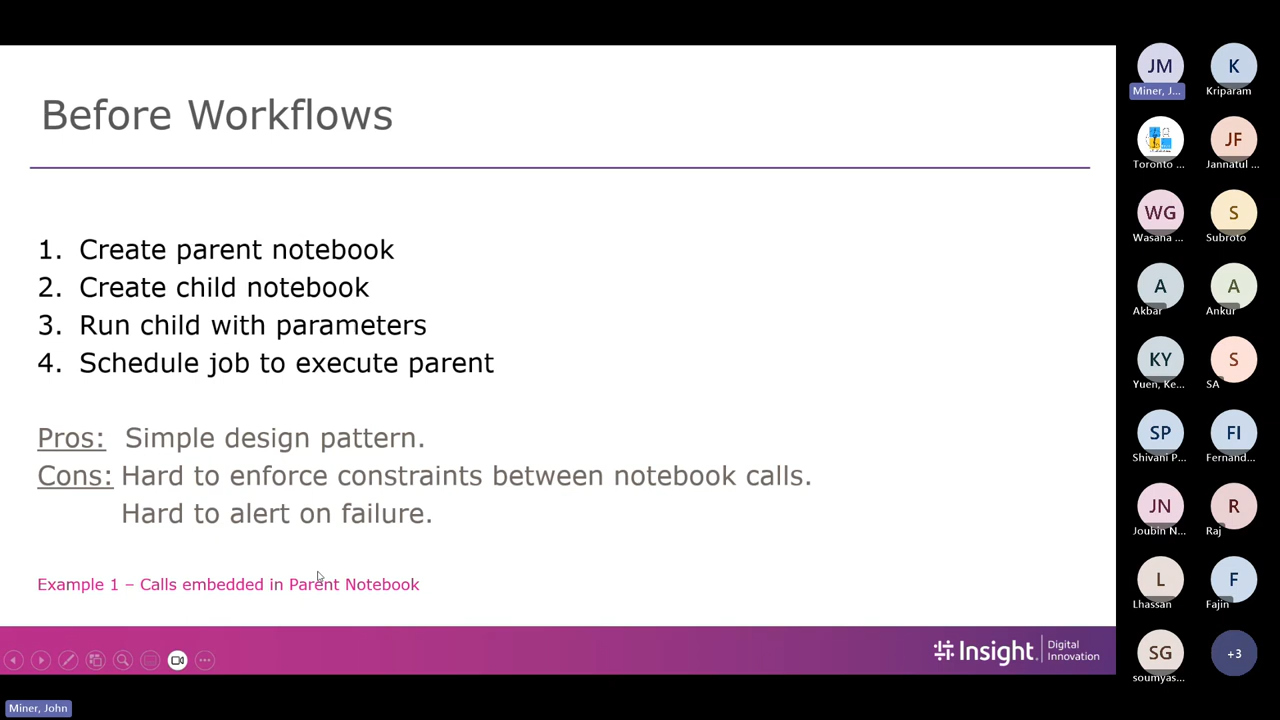 Before Workflows
1. Create parent notebook
2. Create child notebook
3. Run child with parameters
4. Schedule job to execute parent
Pros: Simple design pattern.
Cons: Hard to enforce constraints between notebook calls.
Hard to alert on failure.
Example 1 – Calls embedded in Parent Notebook
Insight. Digital Innovation
Miner, John
JM K
Miner, J... Kriparam
JF
Toronto ... Jannatul ...
WG S
Wasana ... Subroto
A A
Akbar Ankur
KY S
Yuen, Ke... SA
SP FI
Shivani P... Fernand...
JN R
Joubin N... Raj
L F
Lhassan Fajin
SG +3
soumyas...